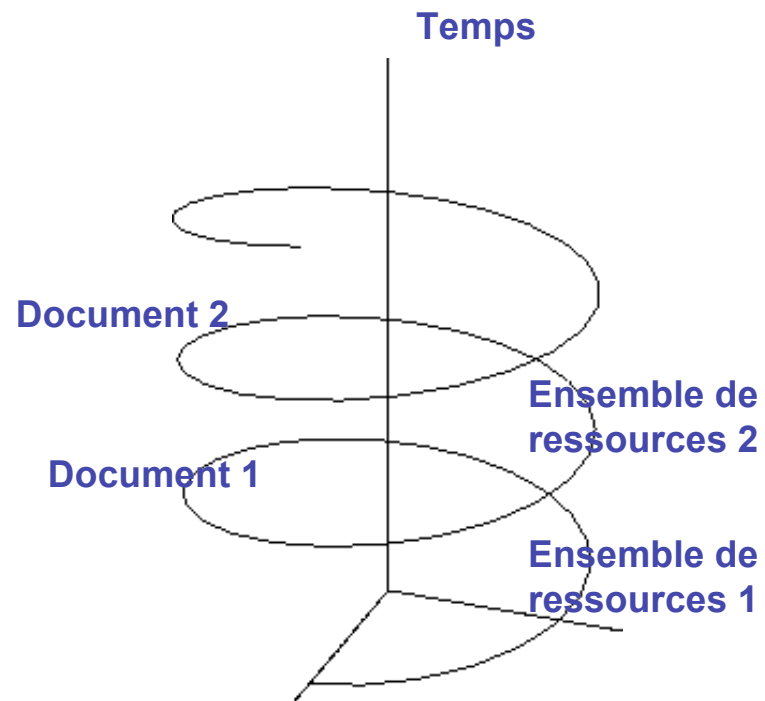 Temps
Document 2
Ensemble de
ressources 2
Document 1
Ensemble de
ressources 1